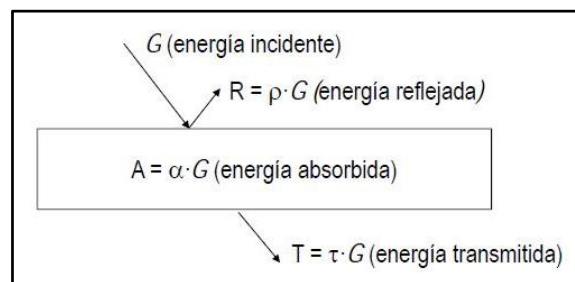 G (energía incidente)
R = ρ·G (energía reflejada)
A = α·G (energía absorbida)
T = τ·G (energía transmitida)